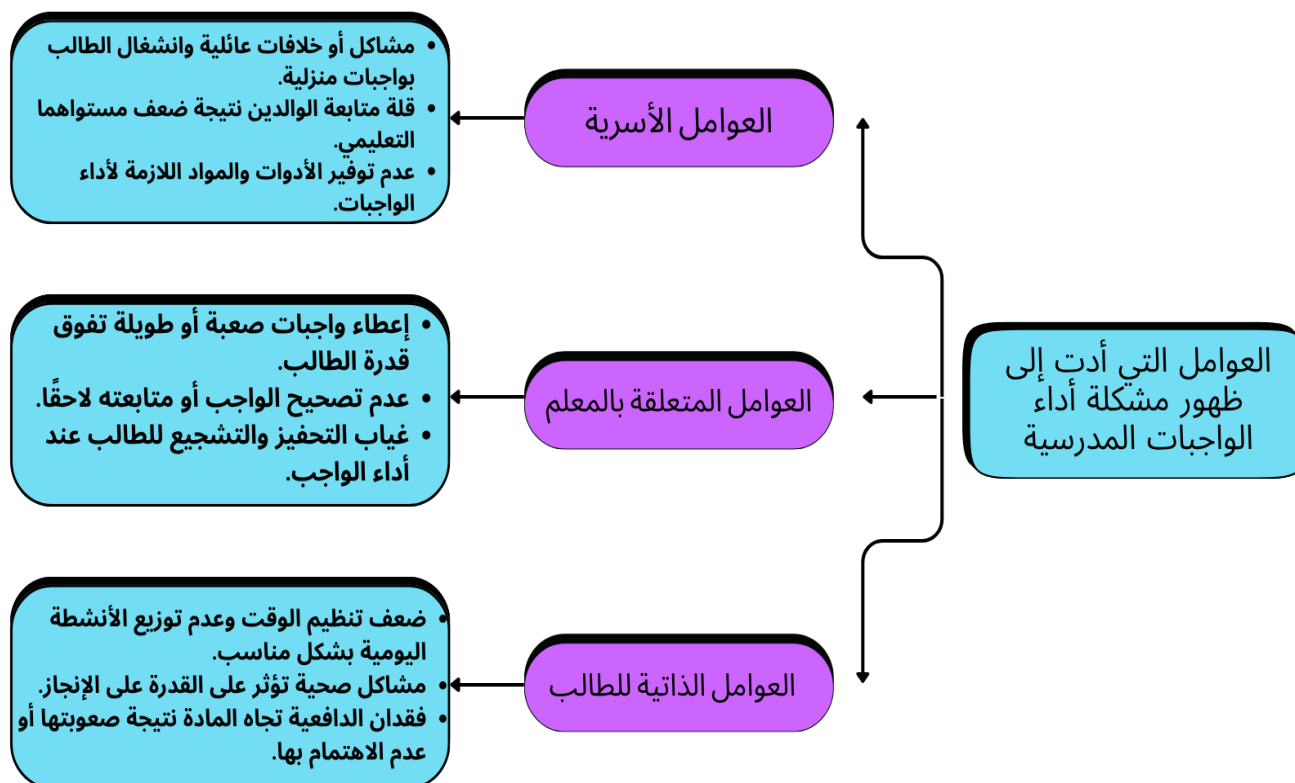 العوامل التي أدت إلى
ظهور مشكلة أداء
الواجبات المدرسية
العوامل الأسرية
• مشاكل أو خلافات عائلية وانشغال الطالب
بواجبات منزلية.
• قلة متابعة الوالدين نتيجة ضعف مستواهما
التعليمي.
• عدم توفير الأدوات والمواد اللازمة لأداء
الواجبات.
العوامل المتعلقة بالمعلم
• إعطاء واجبات صعبة أو طويلة تفوق
قدرة الطالب.
• عدم تصحيح الواجب أو متابعته لاحقًا.
• غياب التحفيز والتشجيع للطالب عند
أداء الواجب.
العوامل الذاتية للطالب
• ضعف تنظيم الوقت وعدم توزيع الأنشطة
اليومية بشكل مناسب.
• مشاكل صحية تؤثر على القدرة على الإنجاز.
• فقدان الدافعية تجاه المادة نتيجة صعوبتها أو
عدم الاهتمام بها.